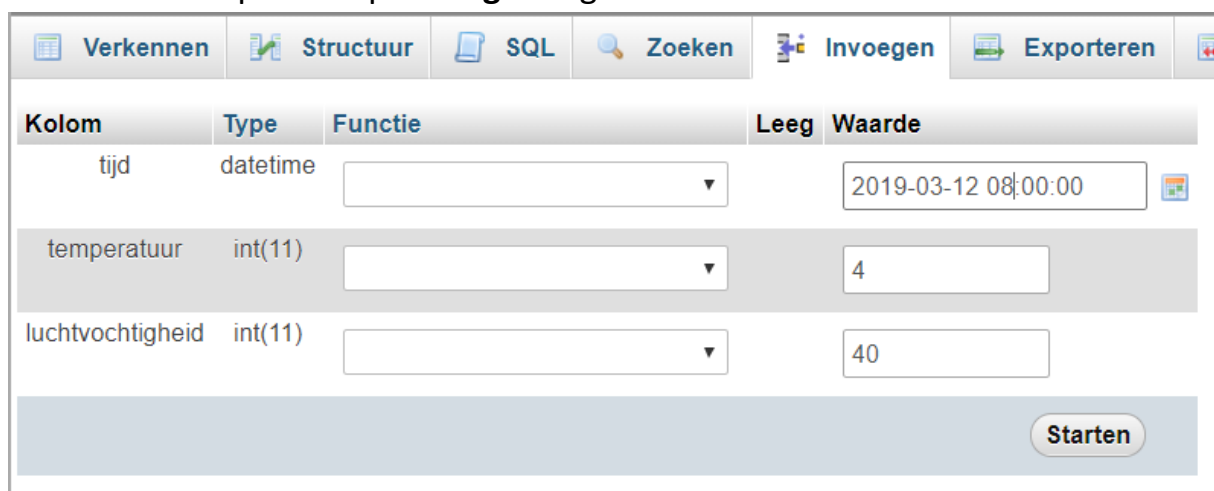 Verkennen Structuur SQL Zoeken Invoegen Exporteren
Kolom Type Functie Leeg Waarde
tijd datetime 2019-03-12 08:00:00
temperatuur int(11) 4
luchtvochtigheid int(11) 40
Starten